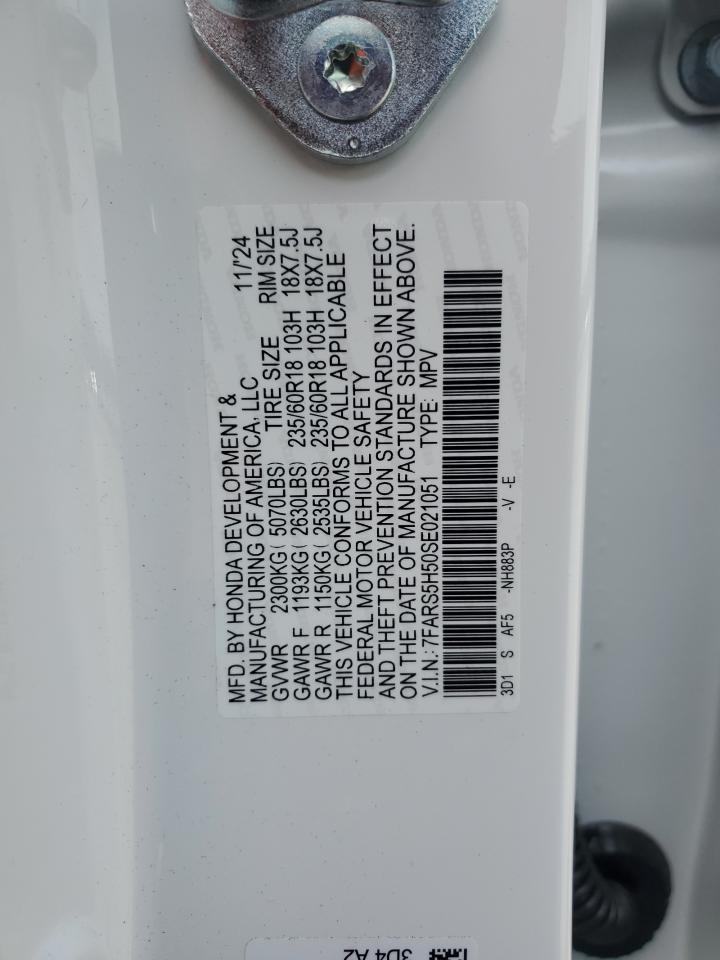 MFD. BY HONDA DEVELOPMENT &
MANUFACTURING OF AMERICA, LLC 11/'24
GVWR 2300KG( 5070LBS) TIRE SIZE RIM SIZE
GAWR F 1193KG( 2630LBS) 235/60R18 103H 18X7.5J
GAWR R 1150KG( 2535LBS) 235/60R18 103H 18X7.5J
THIS VEHICLE CONFORMS TO ALL APPLICABLE
FEDERAL MOTOR VEHICLE SAFETY
AND THEFT PREVENTION STANDARDS IN EFFECT
ON THE DATE OF MANUFACTURE SHOWN ABOVE.
V.I.N.: 7FARS5H50SE021051 TYPE: MPV
3D1 S AF5 -NH883P -V -E
3D4 A2